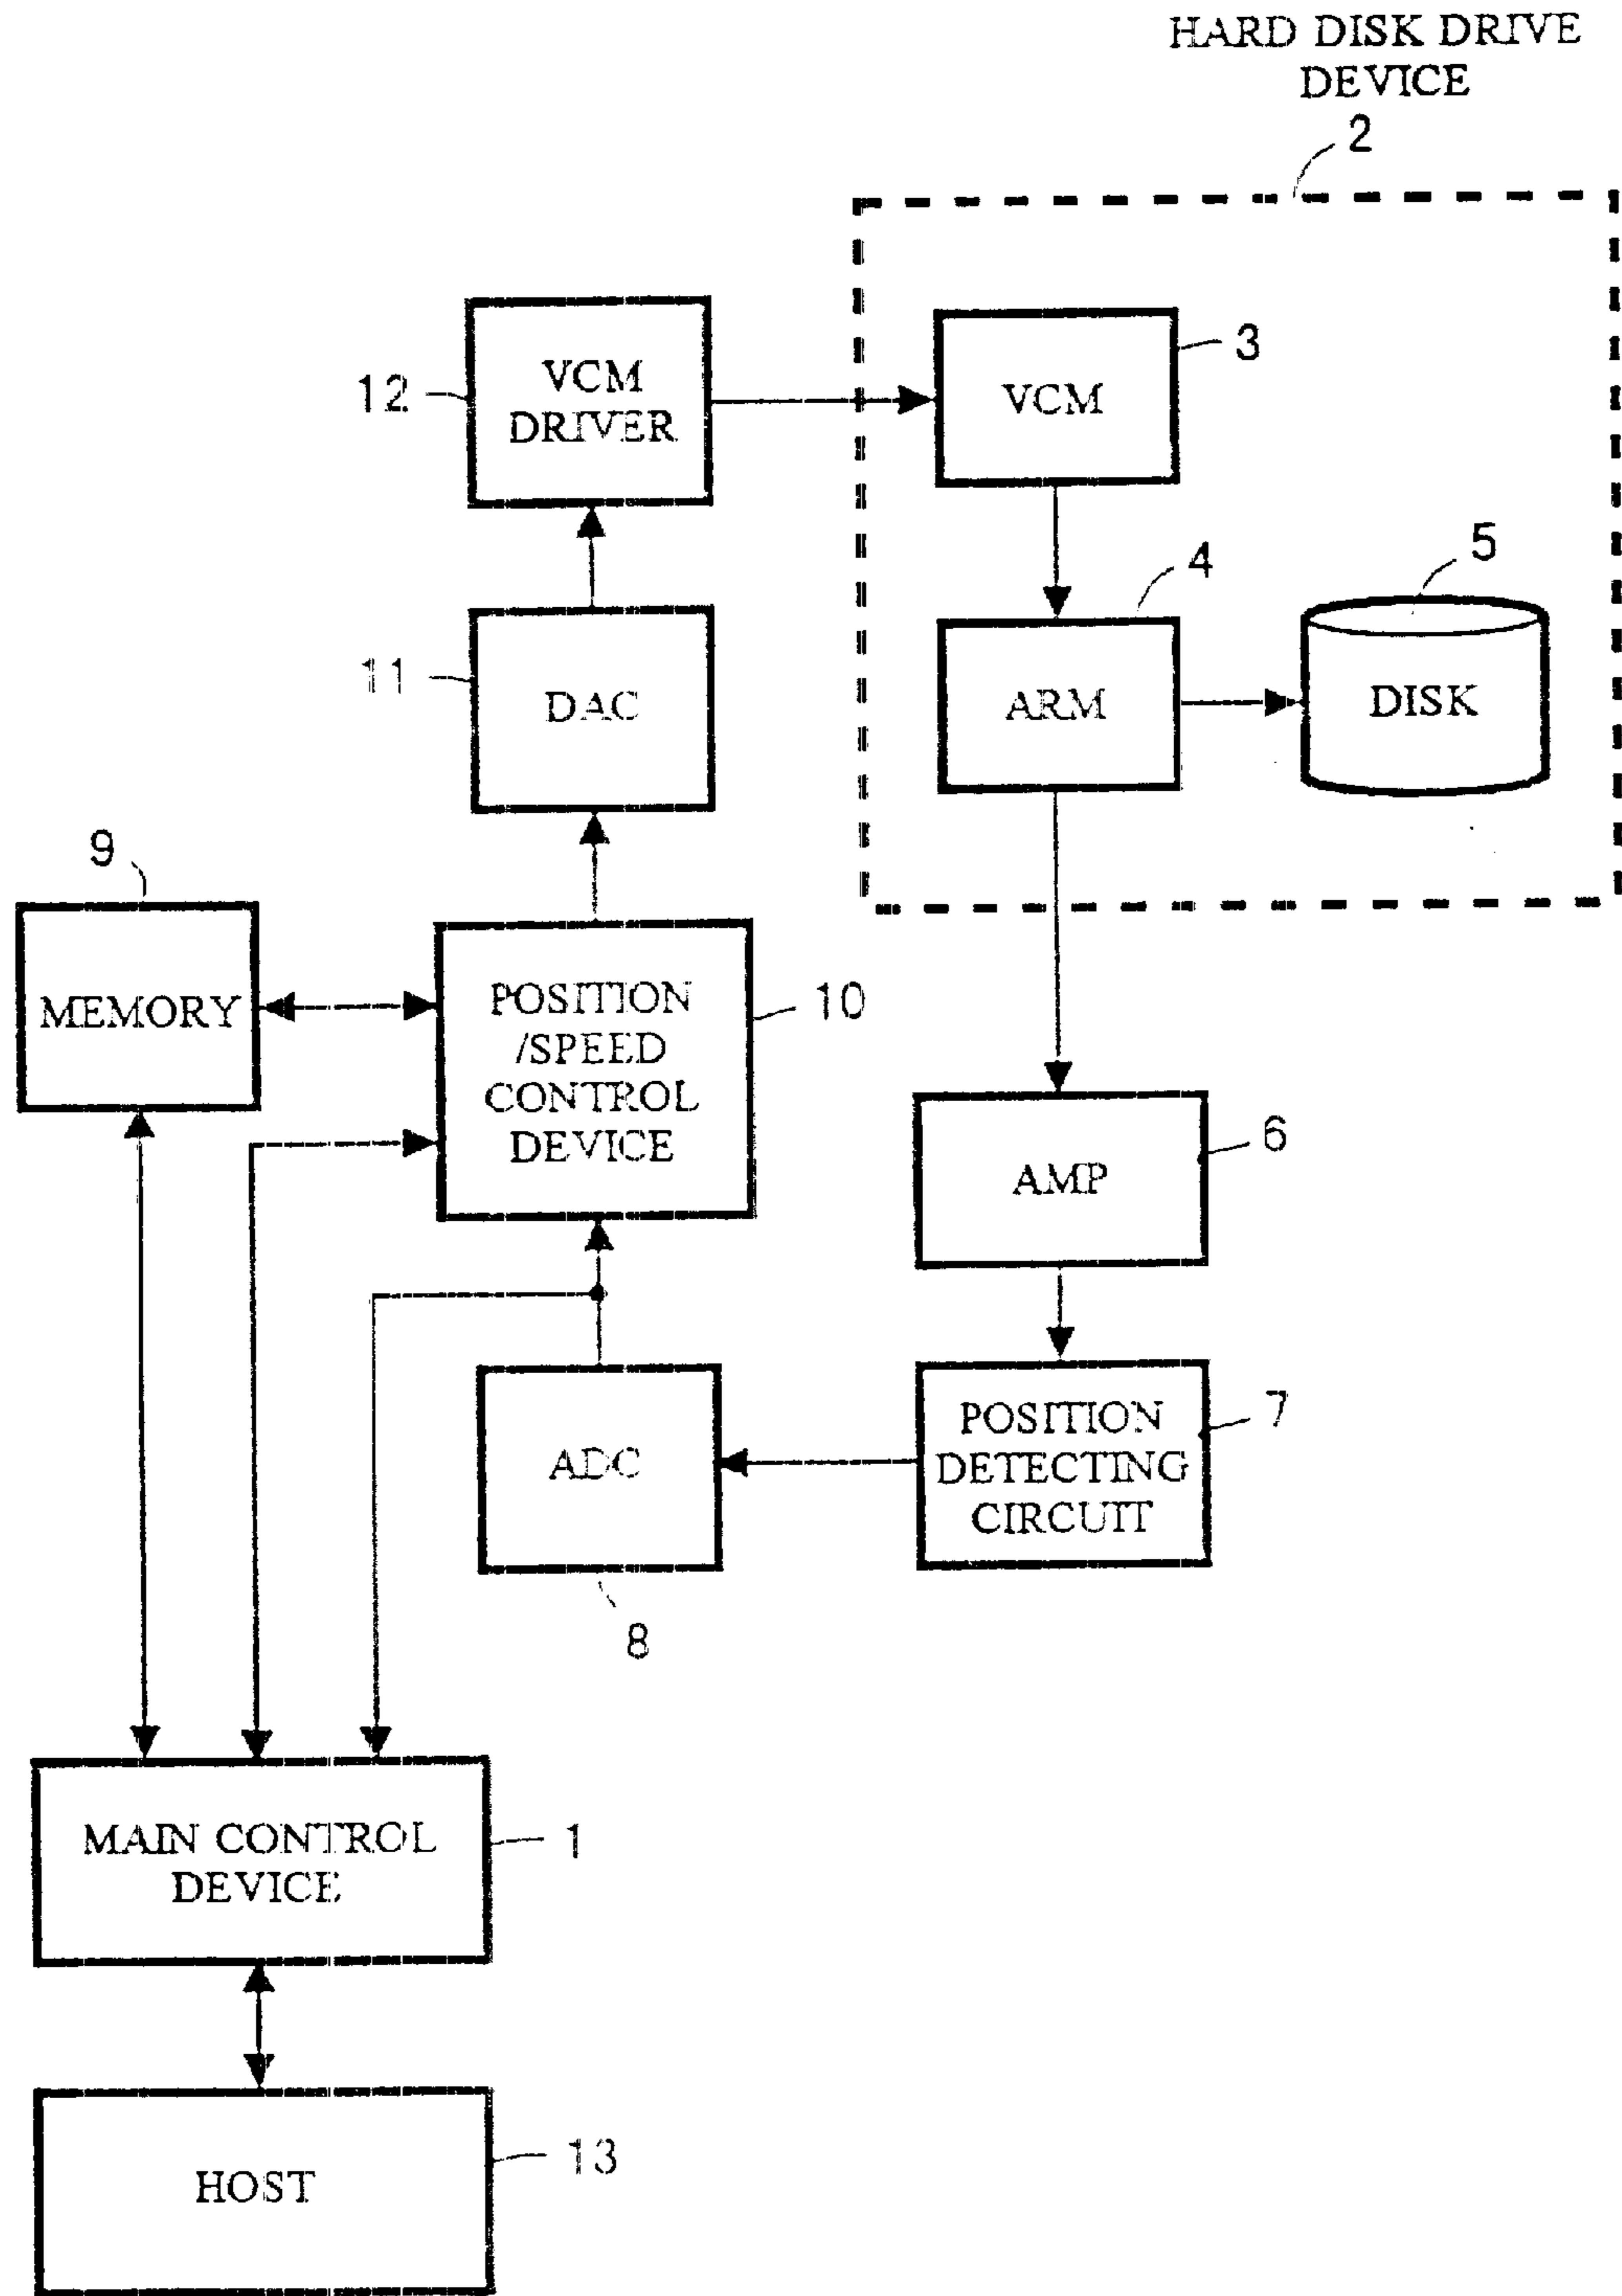 HARD DISK DRIVE
DEVICE
2
VCM
DRIVER
12
VCM
3
4
5
DAC
11
ARM
DISK
9
MEMORY
POSITION
/SPEED
CONTROL
DEVICE
10
AMP
6
ADC
8
POSITION
DETECTING
CIRCUIT
7
MAIN CONTROL
DEVICE
1
HOST
13